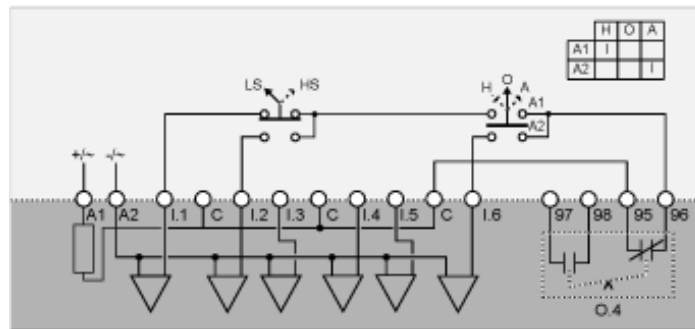 H O A
A1 I
A2 I
LS HS
H O A A1
A2
+/~ -/~
A1 A2 I.1 C I.2 I.3 C I.4 I.5 C I.6 97 98 95 96
O.4